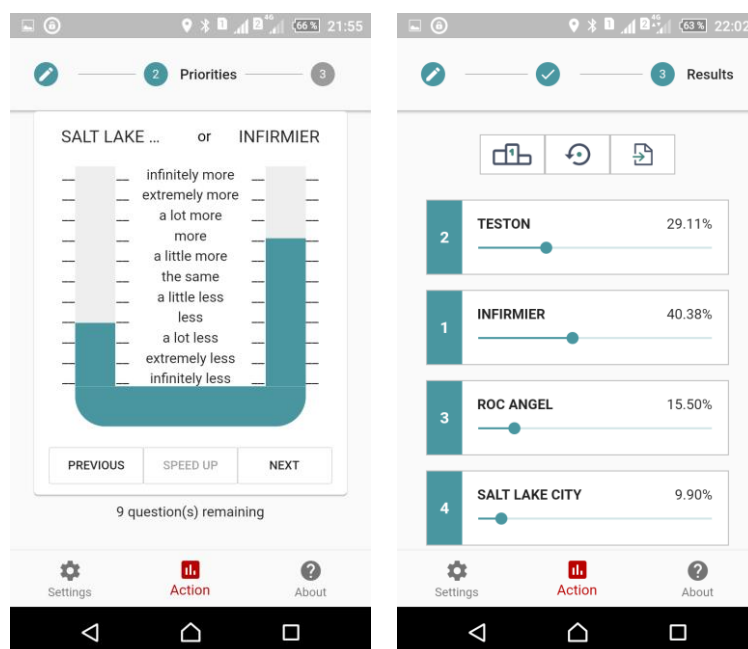 66 % 21:55
2 Priorities 3
SALT LAKE ... or INFIRMIER
infinitely more
extremely more
a lot more
more
a little more
the same
a little less
less
a lot less
extremely less
infinitely less
PREVIOUS SPEED UP NEXT
9 question(s) remaining
Settings Action About
63 % 22:02
3 Results
1
2 TESTON 29.11%
1 INFIRMIER 40.38%
3 ROC ANGEL 15.50%
4 SALT LAKE CITY 9.90%
Settings Action About